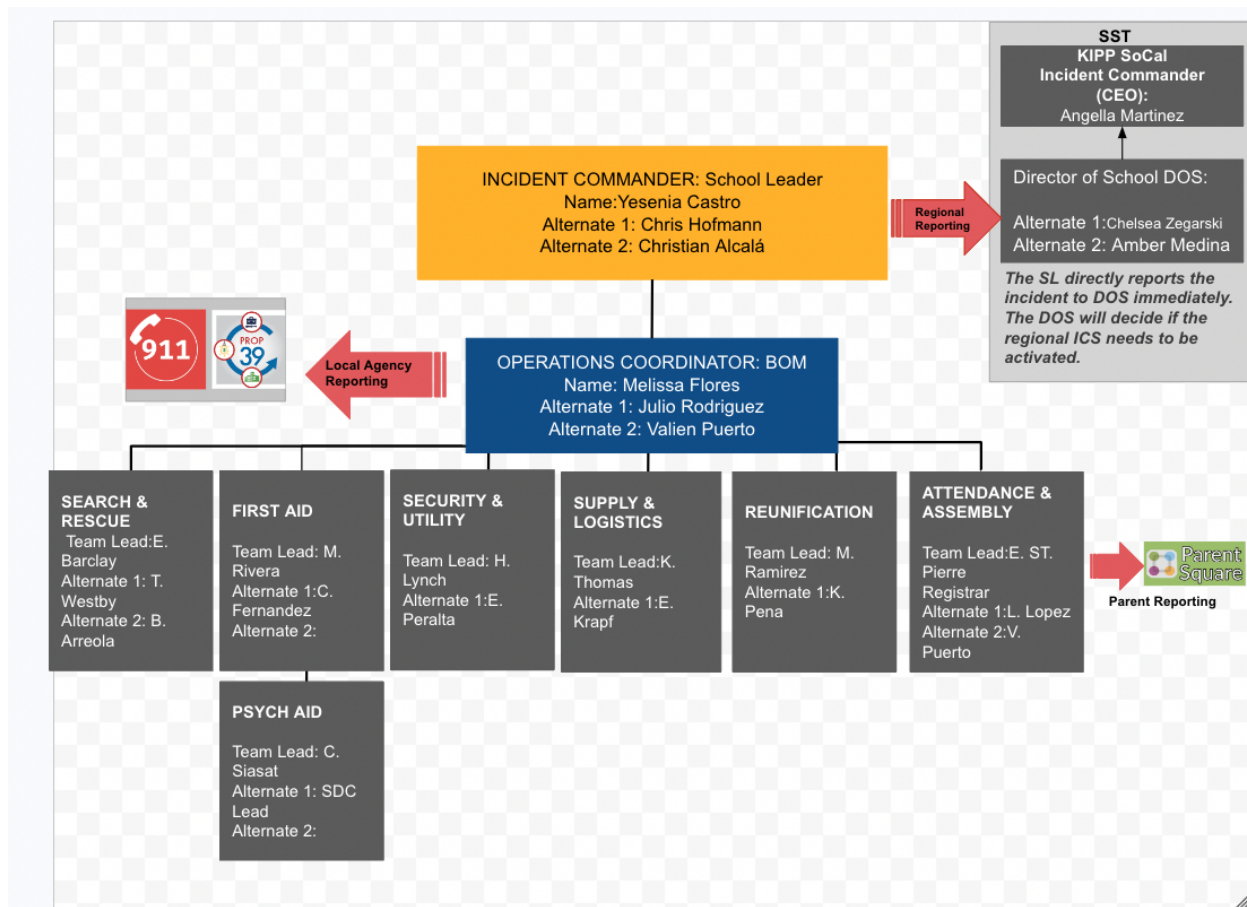 SST
KIPP SoCal
Incident Commander
(CEO):
Angella Martinez
INCIDENT COMMANDER: School Leader
Name:Yesenia Castro
Alternate 1: Chris Hofmann
Alternate 2: Christian Alcalá
Regional
Reporting
Director of School DOS:
Alternate 1:Chelsea Zegarski
Alternate 2: Amber Medina
The SL directly reports the
incident to DOS immediately.
The DOS will decide if the
regional ICS needs to be
activated.
911
PROP
39
Local Agency
Reporting
OPERATIONS COORDINATOR: BOM
Name: Melissa Flores
Alternate 1: Julio Rodriguez
Alternate 2: Valien Puerto
SEARCH &
RESCUE
Team Lead:E.
Barclay
Alternate 1: T.
Westby
Alternate 2: B.
Arreola
FIRST AID
Team Lead: M.
Rivera
Alternate 1:C.
Fernandez
Alternate 2:
SECURITY &
UTILITY
Team Lead: H.
Lynch
Alternate 1:E.
Peralta
SUPPLY &
LOGISTICS
Team Lead:K.
Thomas
Alternate 1:E.
Krapf
REUNIFICATION
Team Lead: M.
Ramirez
Alternate 1:K.
Pena
ATTENDANCE &
ASSEMBLY
Team Lead:E. ST.
Pierre
Registrar
Alternate 1:L. Lopez
Alternate 2:V.
Puerto
Parent
Square
Parent Reporting
PSYCH AID
Team Lead: C.
Siasat
Alternate 1: SDC
Lead
Alternate 2: